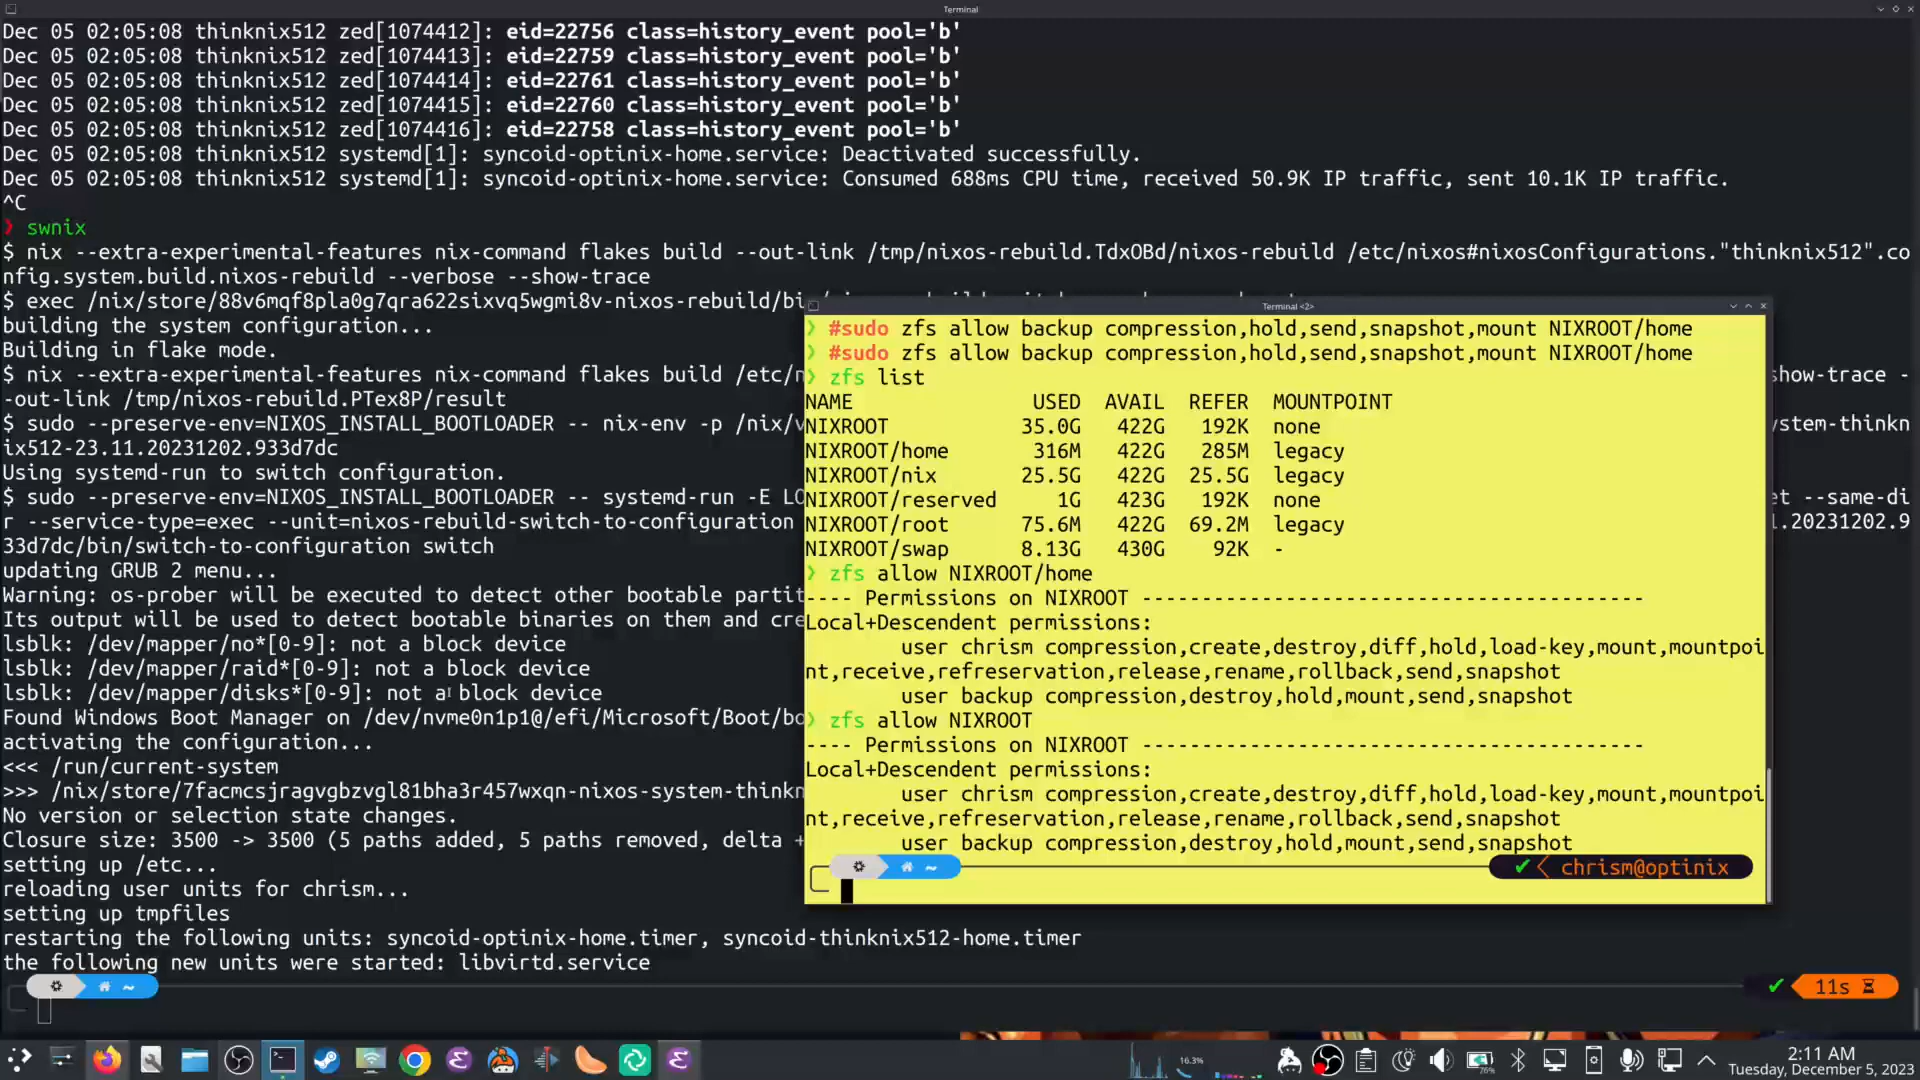 Terminal
Dec 05 02:05:08 thinknix512 zed[1074412]: eid=22756 class=history_event pool='b'
Dec 05 02:05:08 thinknix512 zed[1074413]: eid=22759 class=history_event pool='b'
Dec 05 02:05:08 thinknix512 zed[1074414]: eid=22761 class=history_event pool='b'
Dec 05 02:05:08 thinknix512 zed[1074415]: eid=22760 class=history_event pool='b'
Dec 05 02:05:08 thinknix512 zed[1074416]: eid=22758 class=history_event pool='b'
Dec 05 02:05:08 thinknix512 systemd[1]: syncoid-optinix-home.service: Deactivated successfully.
Dec 05 02:05:08 thinknix512 systemd[1]: syncoid-optinix-home.service: Consumed 688ms CPU time, received 50.9K IP traffic, sent 10.1K IP traffic.
^C
❯ swnix
$ nix --extra-experimental-features nix-command flakes build --out-link /tmp/nixos-rebuild.TdxOBd/nixos-rebuild /etc/nixos#nixosConfigurations."thinknix512".co
nfig.system.build.nixos-rebuild --verbose --show-trace
$ exec /nix/store/88v6mqf8pla0g7qra622sixvq5wgmi8v-nixos-rebuild/bi
building the system configuration...
Building in flake mode.
$ nix --extra-experimental-features nix-command flakes build /etc/n show-trace -
-out-link /tmp/nixos-rebuild.PTex8P/result
$ sudo --preserve-env=NIXOS_INSTALL_BOOTLOADER -- nix-env -p /nix/v ystem-thinkn
ix512-23.11.20231202.933d7dc
Using systemd-run to switch configuration.
$ sudo --preserve-env=NIXOS_INSTALL_BOOTLOADER -- systemd-run -E LO et --same-di
r --service-type=exec --unit=nixos-rebuild-switch-to-configuration 1.20231202.9
33d7dc/bin/switch-to-configuration switch
updating GRUB 2 menu...
Warning: os-prober will be executed to detect other bootable partit
Its output will be used to detect bootable binaries on them and cre
lsblk: /dev/mapper/no*[0-9]: not a block device
lsblk: /dev/mapper/raid*[0-9]: not a block device
lsblk: /dev/mapper/disks*[0-9]: not a block device
Found Windows Boot Manager on /dev/nvme0n1p1@/efi/Microsoft/Boot/bo
activating the configuration...
<<< /run/current-system
>>> /nix/store/7facmcsjragvgbzvgl81bha3r457wxqn-nixos-system-thinkn
No version or selection state changes.
Closure size: 3500 -> 3500 (5 paths added, 5 paths removed, delta +
setting up /etc...
reloading user units for chrism...
setting up tmpfiles
restarting the following units: syncoid-optinix-home.timer, syncoid-thinknix512-home.timer
the following new units were started: libvirtd.service
~ ✔ 11s
Terminal <2>
❯ #sudo zfs allow backup compression,hold,send,snapshot,mount NIXROOT/home
❯ #sudo zfs allow backup compression,hold,send,snapshot,mount NIXROOT/home
❯ zfs list
NAME USED AVAIL REFER MOUNTPOINT
NIXROOT 35.0G 422G 192K none
NIXROOT/home 316M 422G 285M legacy
NIXROOT/nix 25.5G 422G 25.5G legacy
NIXROOT/reserved 1G 423G 192K none
NIXROOT/root 75.6M 422G 69.2M legacy
NIXROOT/swap 8.13G 430G 92K -
❯ zfs allow NIXROOT/home
---- Permissions on NIXROOT ------------------------------------------
Local+Descendent permissions:
user chrism compression,create,destroy,diff,hold,load-key,mount,mountpoi
nt,receive,refreservation,release,rename,rollback,send,snapshot
user backup compression,destroy,hold,mount,send,snapshot
❯ zfs allow NIXROOT
---- Permissions on NIXROOT ------------------------------------------
Local+Descendent permissions:
user chrism compression,create,destroy,diff,hold,load-key,mount,mountpoi
nt,receive,refreservation,release,rename,rollback,send,snapshot
user backup compression,destroy,hold,mount,send,snapshot
~ ✔ chrism@optinix
16.3%
76%
2:11 AM
Tuesday, December 5, 2023